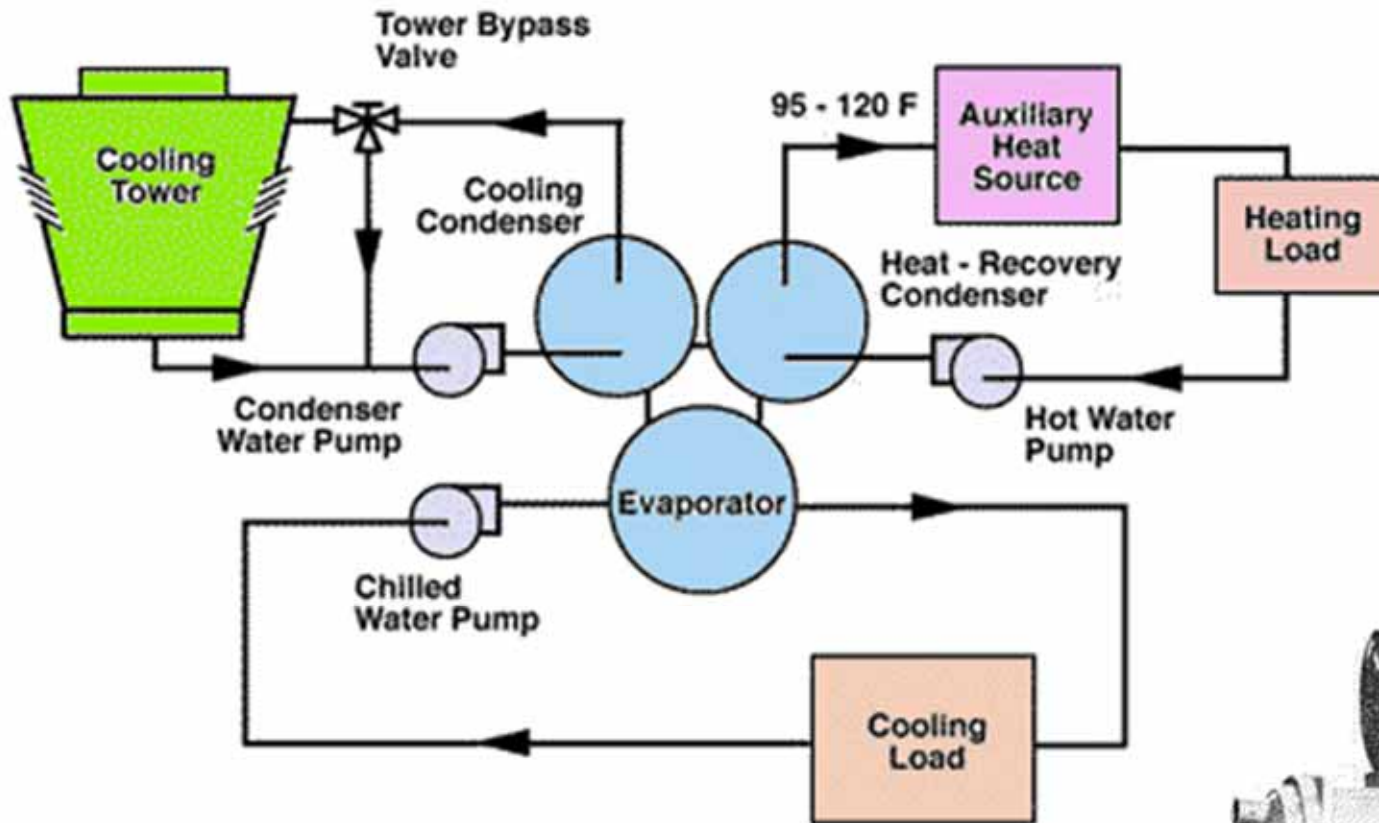 Tower Bypass
Valve
95 - 120 F
Auxiliary
Heat
Source
Cooling
Tower
Cooling
Condenser
Heating
Load
Heat - Recovery
Condenser
Condenser
Water Pump
Hot Water
Pump
Evaporator
Chilled
Water Pump
Cooling
Load